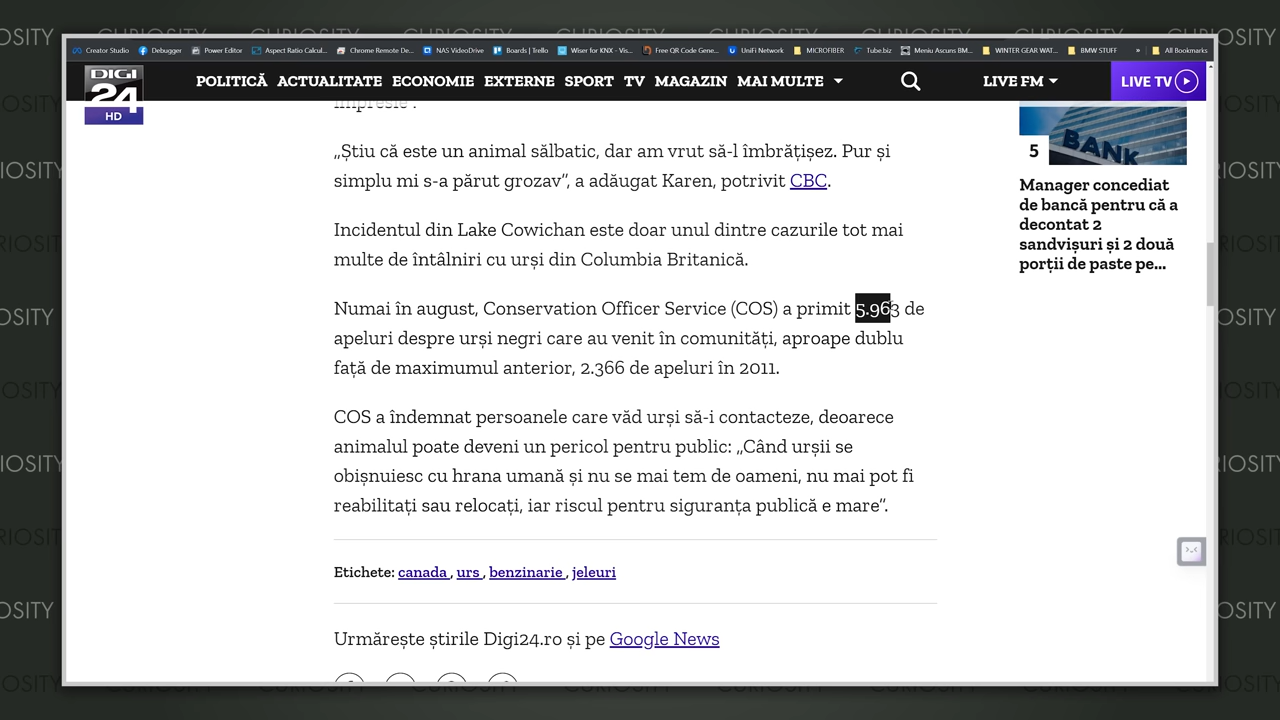 CURIOSITY
Creator Studio Debugger Power Editor Aspect Ratio Calcul... Chrome Remote De... NAS VideoDrive Boards | Trello Wiser for KNX - Vis... Free QR Code Gene... UniFi Network MICROFIBER Tube.biz Meniu Ascuns BM... WINTER GEAR WAT... BMW STUFF » All Bookmarks
DIGI 24 HD
POLITICĂ ACTUALITATE ECONOMIE EXTERNE SPORT TV MAGAZIN MAI MULTE LIVE FM LIVE TV
impresie”.
„Știu că este un animal sălbatic, dar am vrut să-l îmbrățișez. Pur și
simplu mi s-a părut grozav”, a adăugat Karen, potrivit CBC.
Incidentul din Lake Cowichan este doar unul dintre cazurile tot mai
multe de întâlniri cu urși din Columbia Britanică.
Numai în august, Conservation Officer Service (COS) a primit 5.963 de
apeluri despre urși negri care au venit în comunități, aproape dublu
față de maximumul anterior, 2.366 de apeluri în 2011.
COS a îndemnat persoanele care văd urși să-i contacteze, deoarece
animalul poate deveni un pericol pentru public: „Când urșii se
obișnuiesc cu hrana umană și nu se mai tem de oameni, nu mai pot fi
reabilitați sau relocați, iar riscul pentru siguranța publică e mare”.
Etichete: canada , urs , benzinarie , jeleuri
Urmărește știrile Digi24.ro și pe Google News
BANK
5
Manager concediat
de bancă pentru că a
decontat 2
sandvișuri și 2 două
porții de paste pe...